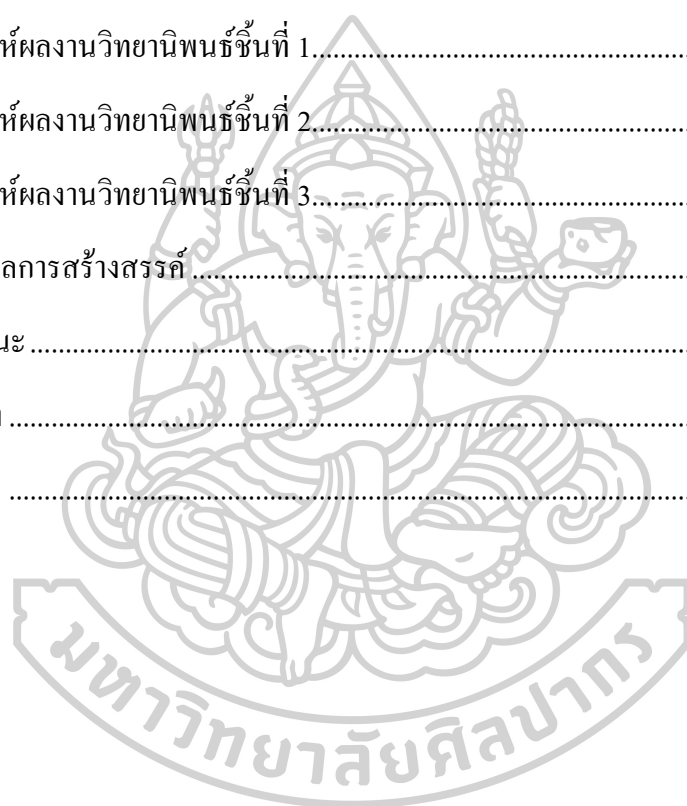 ห์ผลงานวิทยานิพนธ์ชิ้นที่ 1.......................................................
ห์ผลงานวิทยานิพนธ์ชิ้นที่ 2.......................................................
ห์ผลงานวิทยานิพนธ์ชิ้นที่ 3.......................................................
ลการสร้างสรรค์ .......................................................
นะ .......................................................
.......................................................
.......................................................
มหาวิทยาลัยศิลปากร